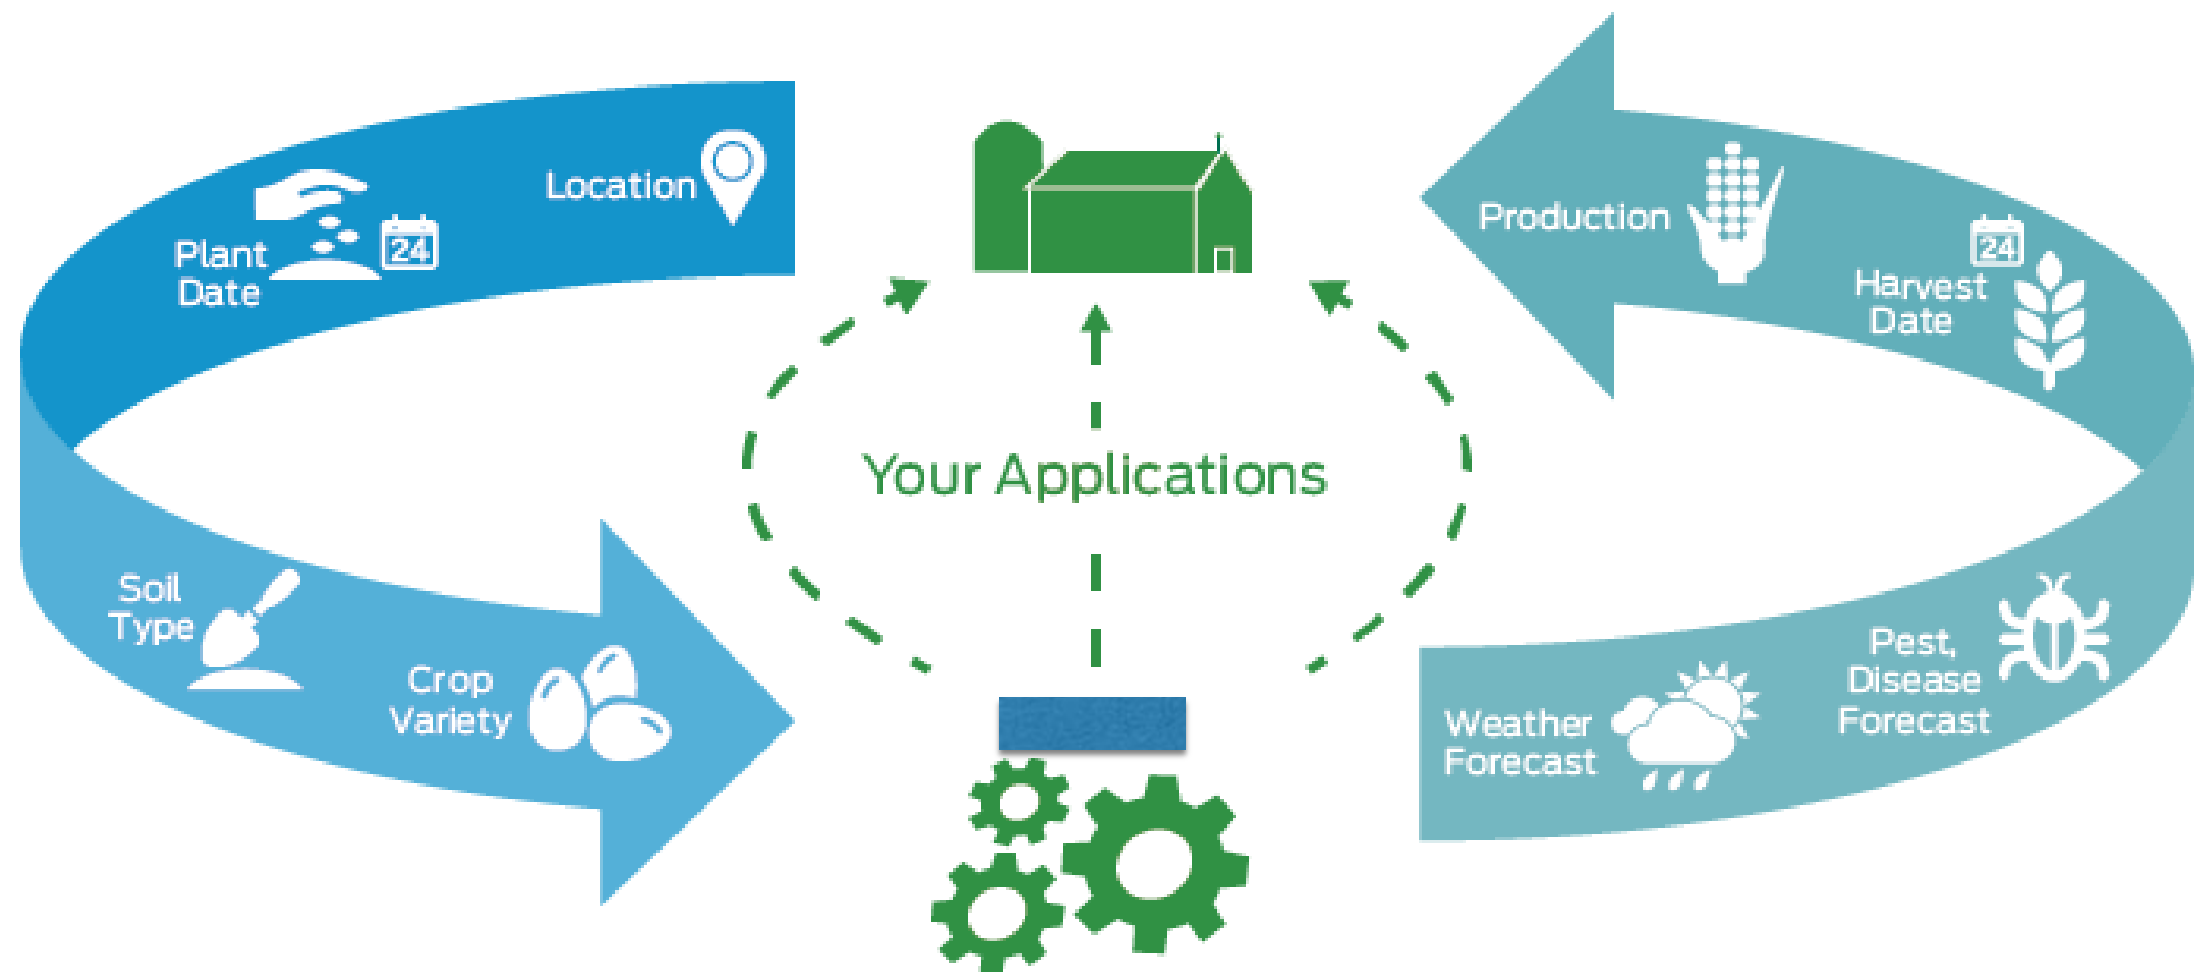 Location
24
Plant
Date
Soil
Type
Crop
Variety
Your Applications
Production
24
Harvest
Date
Pest,
Disease
Forecast
Weather
Forecast